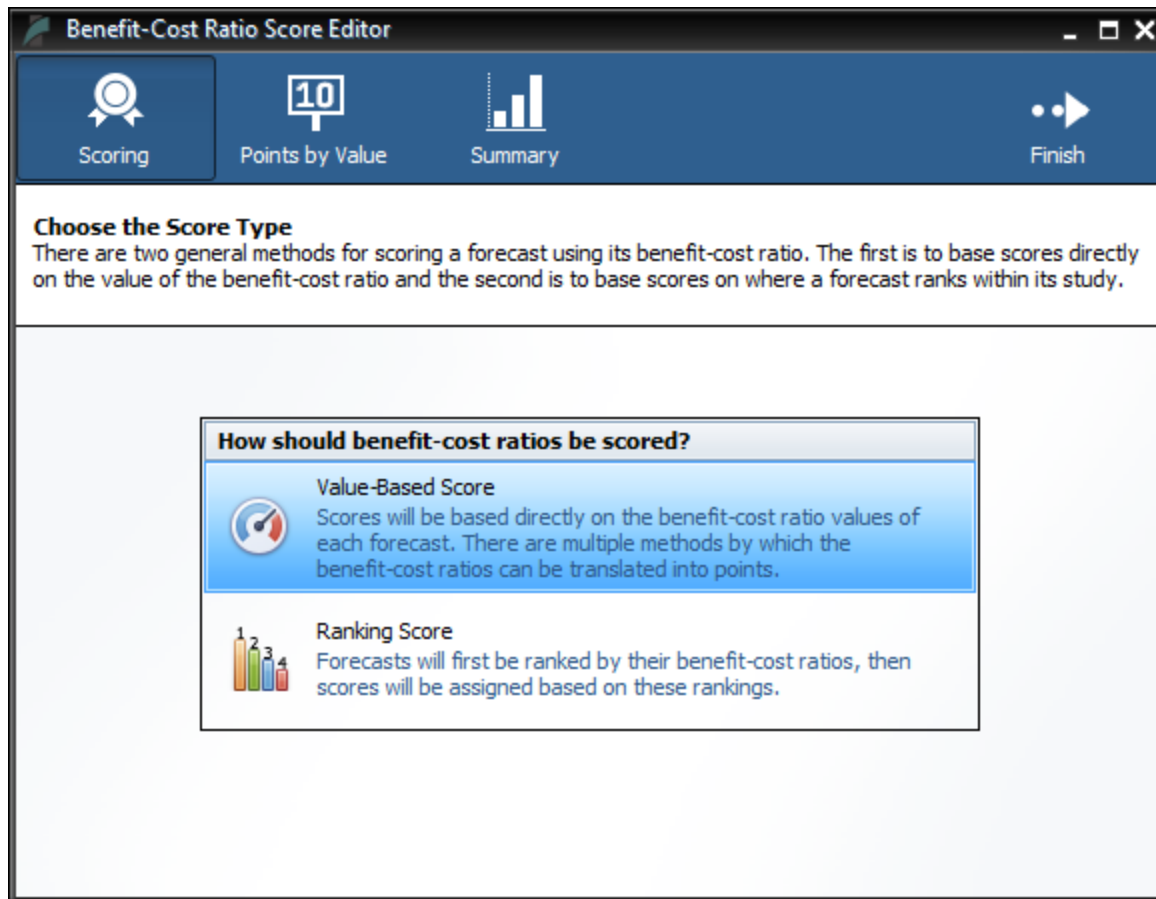 Benefit-Cost Ratio Score Editor
10
Scoring
Points by Value
Summary
Finish
Choose the Score Type
There are two general methods for scoring a forecast using its benefit-cost ratio. The first is to base scores directly
on the value of the benefit-cost ratio and the second is to base scores on where a forecast ranks within its study.
How should benefit-cost ratios be scored?
Value-Based Score
Scores will be based directly on the benefit-cost ratio values of
each forecast. There are multiple methods by which the
benefit-cost ratios can be translated into points.
1 2 3 4
Ranking Score
Forecasts will first be ranked by their benefit-cost ratios, then
scores will be assigned based on these rankings.